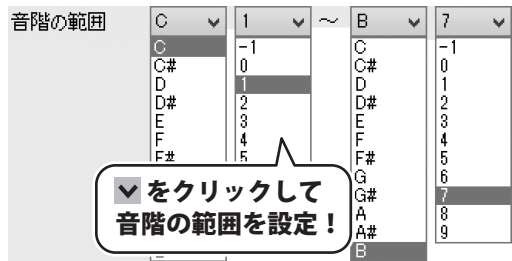 音階の範囲 C 1 ～ B 7
C -1 C -1
C# 0 C# 0
D 1 D 1
D# 2 D# 2
E 3 E 3
F 4 F 4
F# 5 F# 5
G 6
G# 7
A 8
A# 9
B
をクリックして
音階の範囲を設定！